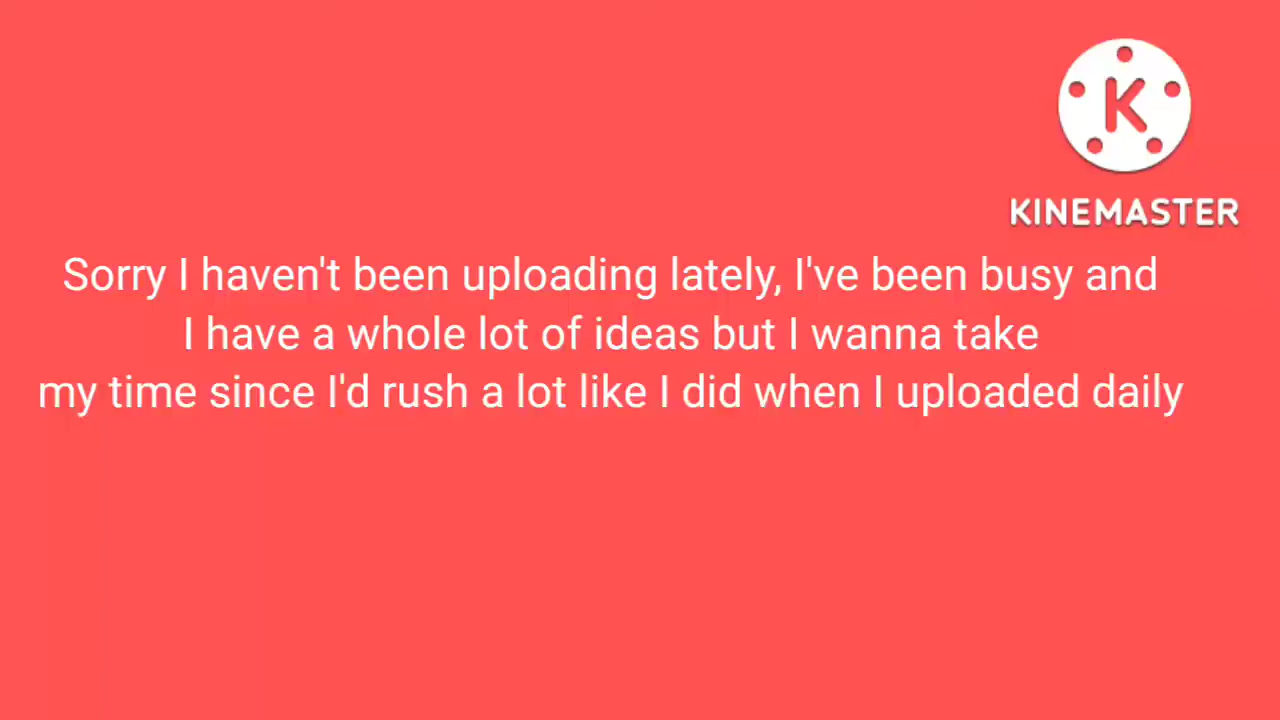 K
KINEMASTER
Sorry I haven't been uploading lately, I've been busy and
I have a whole lot of ideas but I wanna take
my time since I'd rush a lot like I did when I uploaded daily